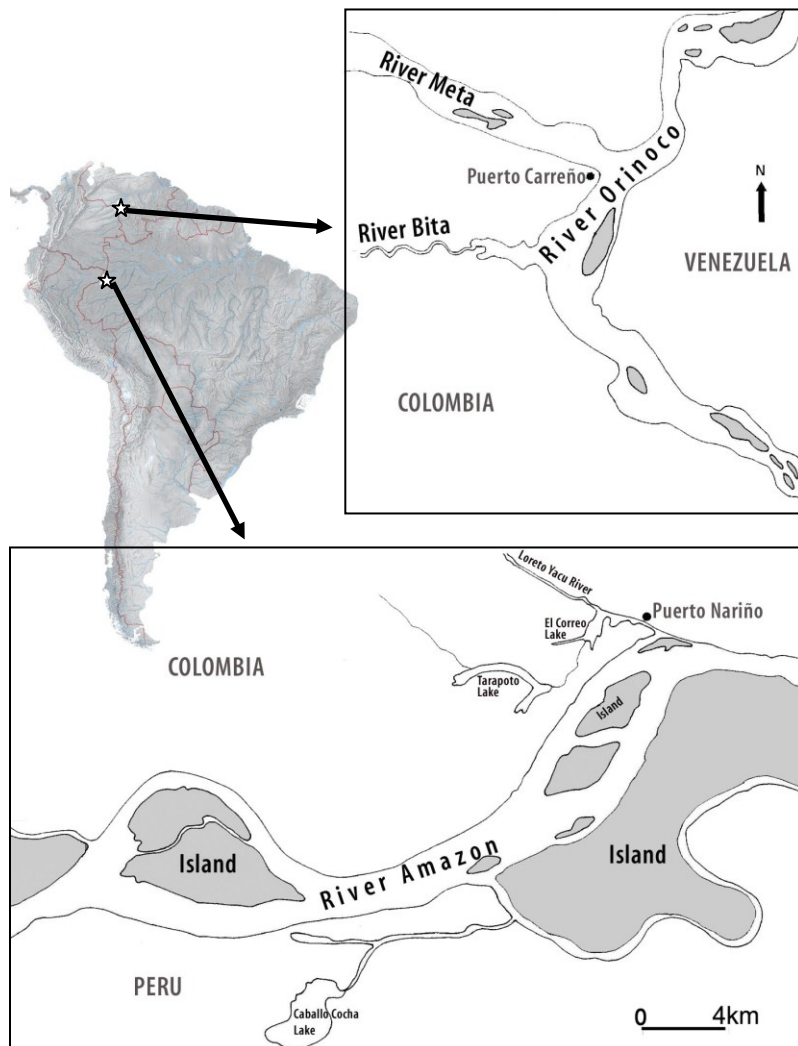 River Meta
Puerto Carreño
River Orinoco
N
River Bita
VENEZUELA
COLOMBIA
Loreto Yacu River
Puerto Nariño
El Correo
Lake
COLOMBIA
Tarapoto
Lake
Island
Island
River Amazon
Island
PERU
Caballo Cocha
Lake
0 4km